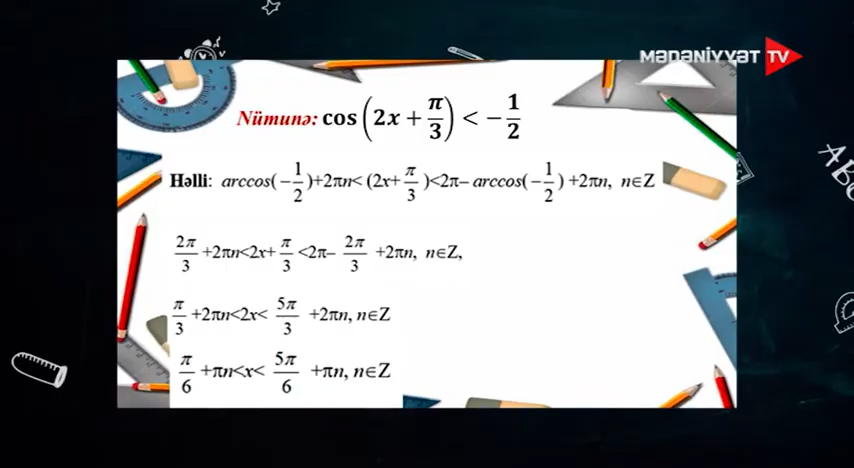 MƏDƏNİYYƏT TV
Nümunə: cos(2x + π/3) < −1/2
Həlli: arccos(−1/2)+2πn< (2x+π/3)<2π– arccos(−1/2) +2πn, n∈Z
2π/3 +2πn<2x+π/3 <2π– 2π/3 +2πn, n∈Z,
π/3 +2πn<2x< 5π/3 +2πn, n∈Z
π/6 +πn<x< 5π/6 +πn, n∈Z